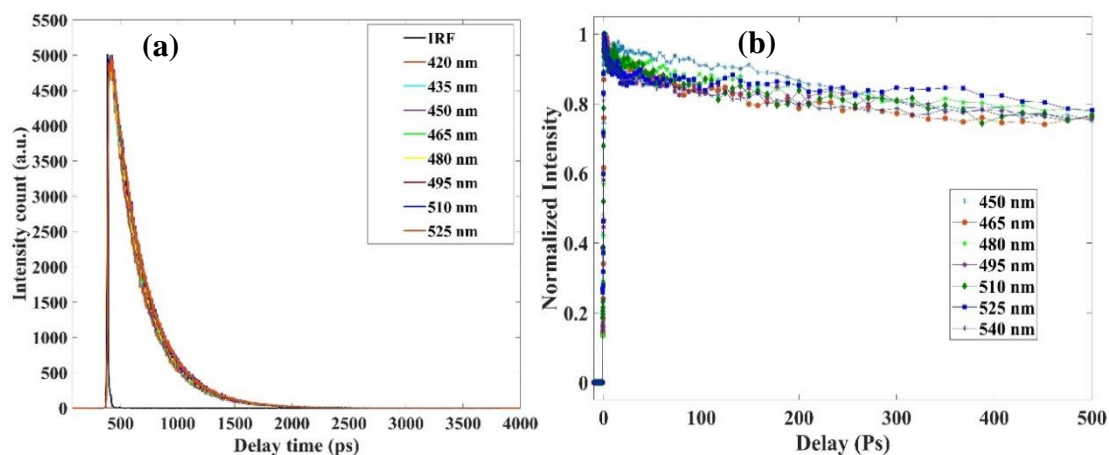 (a)
5500
5000
4500
4000
3500
3000
2500
2000
1500
1000
500
0
Intensity count (a.u.)
500 1000 1500 2000 2500 3000 3500 4000
Delay time (ps)
IRF
420 nm
435 nm
450 nm
465 nm
480 nm
495 nm
510 nm
525 nm
(b)
1
0.8
0.6
0.4
0.2
0
Normalized Intensity
0 100 200 300 400 500
Delay (Ps)
450 nm
465 nm
480 nm
495 nm
510 nm
525 nm
540 nm